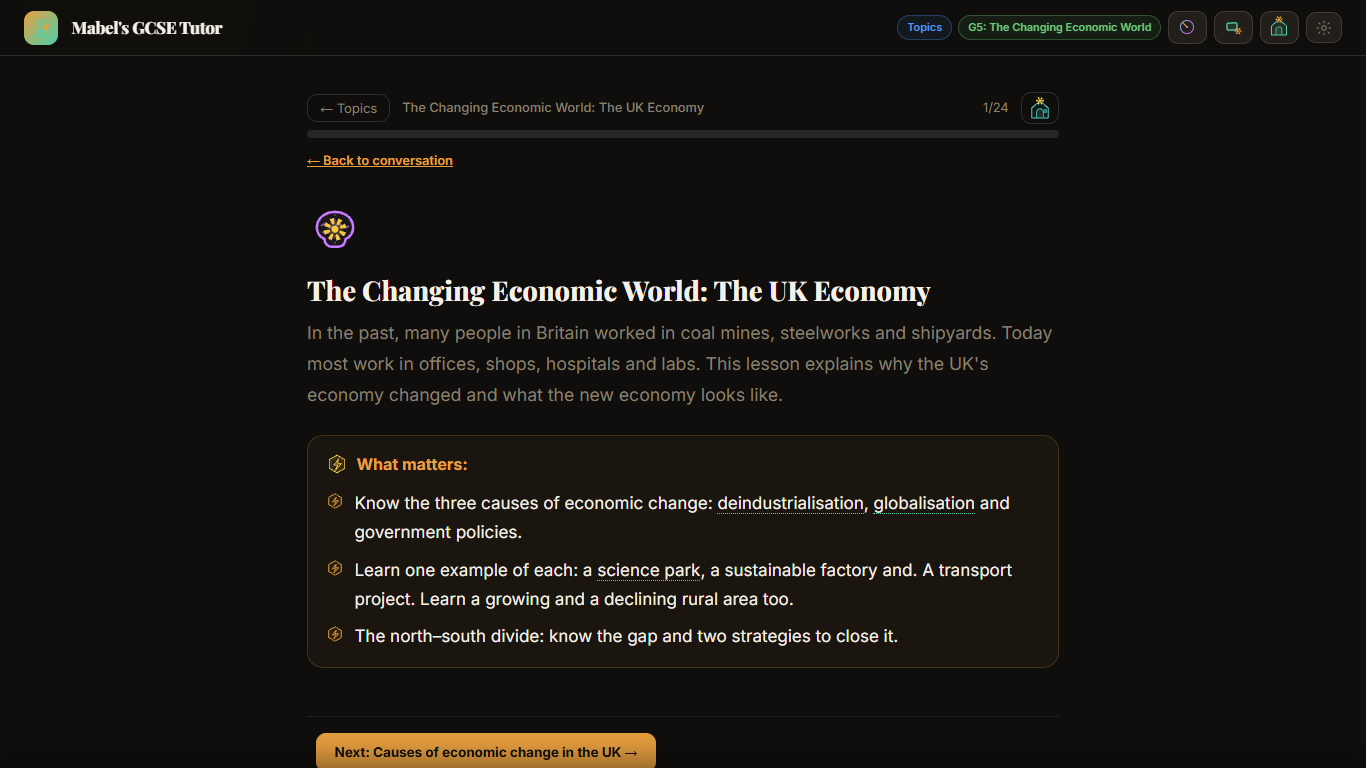 Mabel's GCSE Tutor
Topics
G5: The Changing Economic World
← Topics
The Changing Economic World: The UK Economy
1/24
← Back to conversation
The Changing Economic World: The UK Economy
In the past, many people in Britain worked in coal mines, steelworks and shipyards. Today
most work in offices, shops, hospitals and labs. This lesson explains why the UK's
economy changed and what the new economy looks like.
What matters:
Know the three causes of economic change: deindustrialisation, globalisation and
government policies.
Learn one example of each: a science park, a sustainable factory and. A transport
project. Learn a growing and a declining rural area too.
The north–south divide: know the gap and two strategies to close it.
Next: Causes of economic change in the UK →